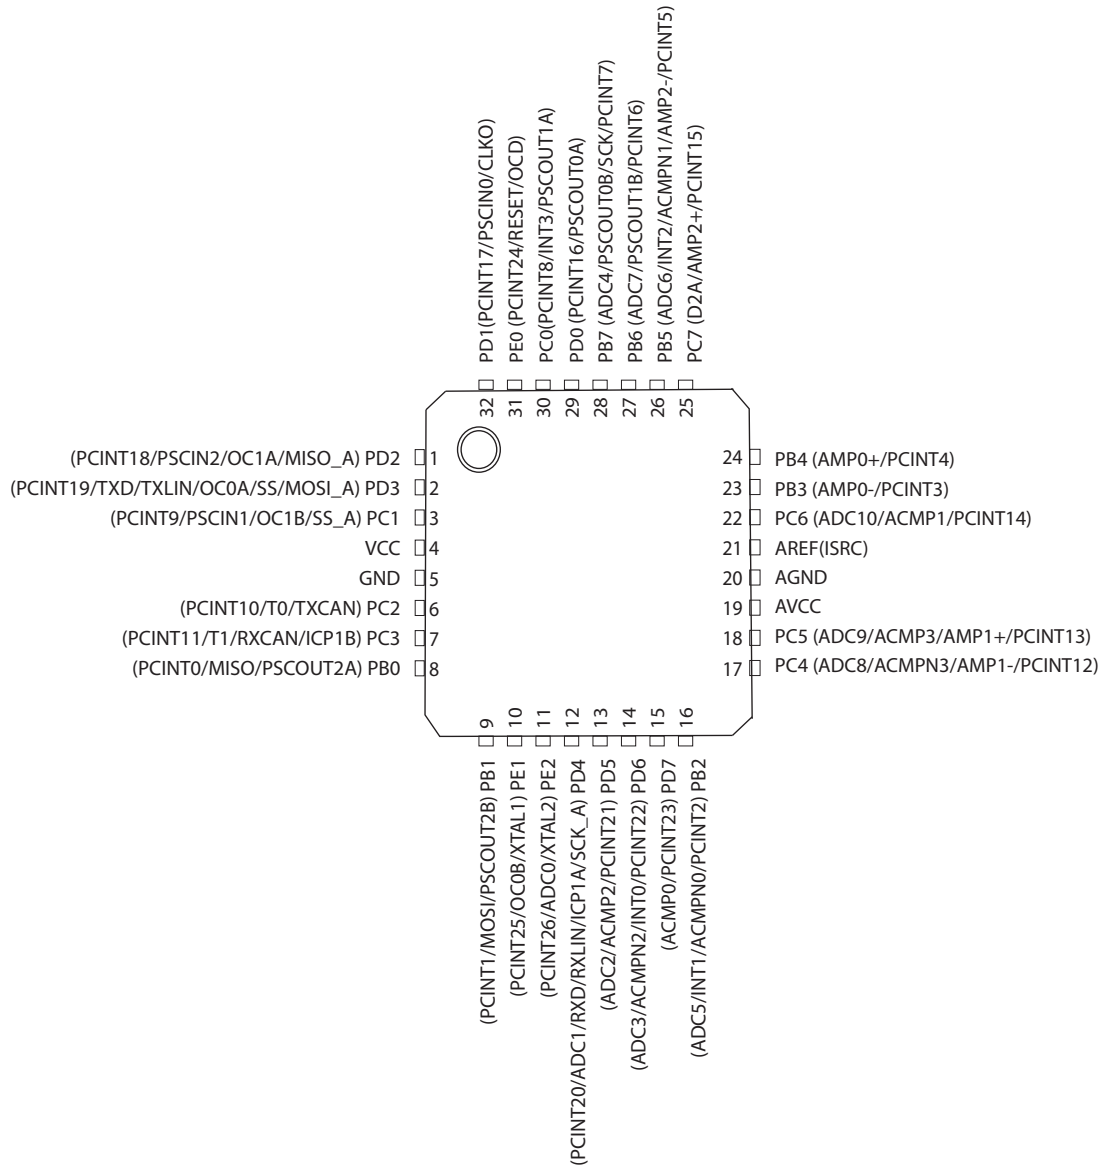 PD1(PCINT17/PSCIN0/CLKO)
PE0 (PCINT24/RESET/OCD)
PC0(PCINT8/INT3/PSCOUT1A)
PD0 (PCINT16/PSCOUT0A)
PB7 (ADC4/PSCOUT0B/SCK/PCINT7)
PB6 (ADC7/PSCOUT1B/PCINT6)
PB5 (ADC6/INT2/ACMPN1/AMP2-/PCINT5)
PC7 (D2A/AMP2+/PCINT15)
32
31
30
29
28
27
26
25
(PCINT18/PSCIN2/OC1A/MISO_A) PD2 1
(PCINT19/TXD/TXLIN/OC0A/SS/MOSI_A) PD3 2
(PCINT9/PSCIN1/OC1B/SS_A) PC1 3
VCC 4
GND 5
(PCINT10/T0/TXCAN) PC2 6
(PCINT11/T1/RXCAN/ICP1B) PC3 7
(PCINT0/MISO/PSCOUT2A) PB0 8
24 PB4 (AMP0+/PCINT4)
23 PB3 (AMP0-/PCINT3)
22 PC6 (ADC10/ACMP1/PCINT14)
21 AREF(ISRC)
20 AGND
19 AVCC
18 PC5 (ADC9/ACMP3/AMP1+/PCINT13)
17 PC4 (ADC8/ACMPN3/AMP1-/PCINT12)
9
10
11
12
13
14
15
16
(PCINT1/MOSI/PSCOUT2B) PB1
(PCINT25/OC0B/XTAL1) PE1
(PCINT26/ADC0/XTAL2) PE2
(PCINT20/ADC1/RXD/RXLIN/ICP1A/SCK_A) PD4
(ADC2/ACMP2/PCINT21) PD5
(ADC3/ACMPN2/INT0/PCINT22) PD6
(ACMP0/PCINT23) PD7
(ADC5/INT1/ACMPN0/PCINT2) PB2